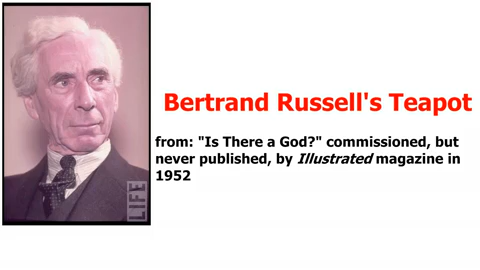 Bertrand Russell's Teapot
from: "Is There a God?" commissioned, but
never published, by Illustrated magazine in
1952
LIFE